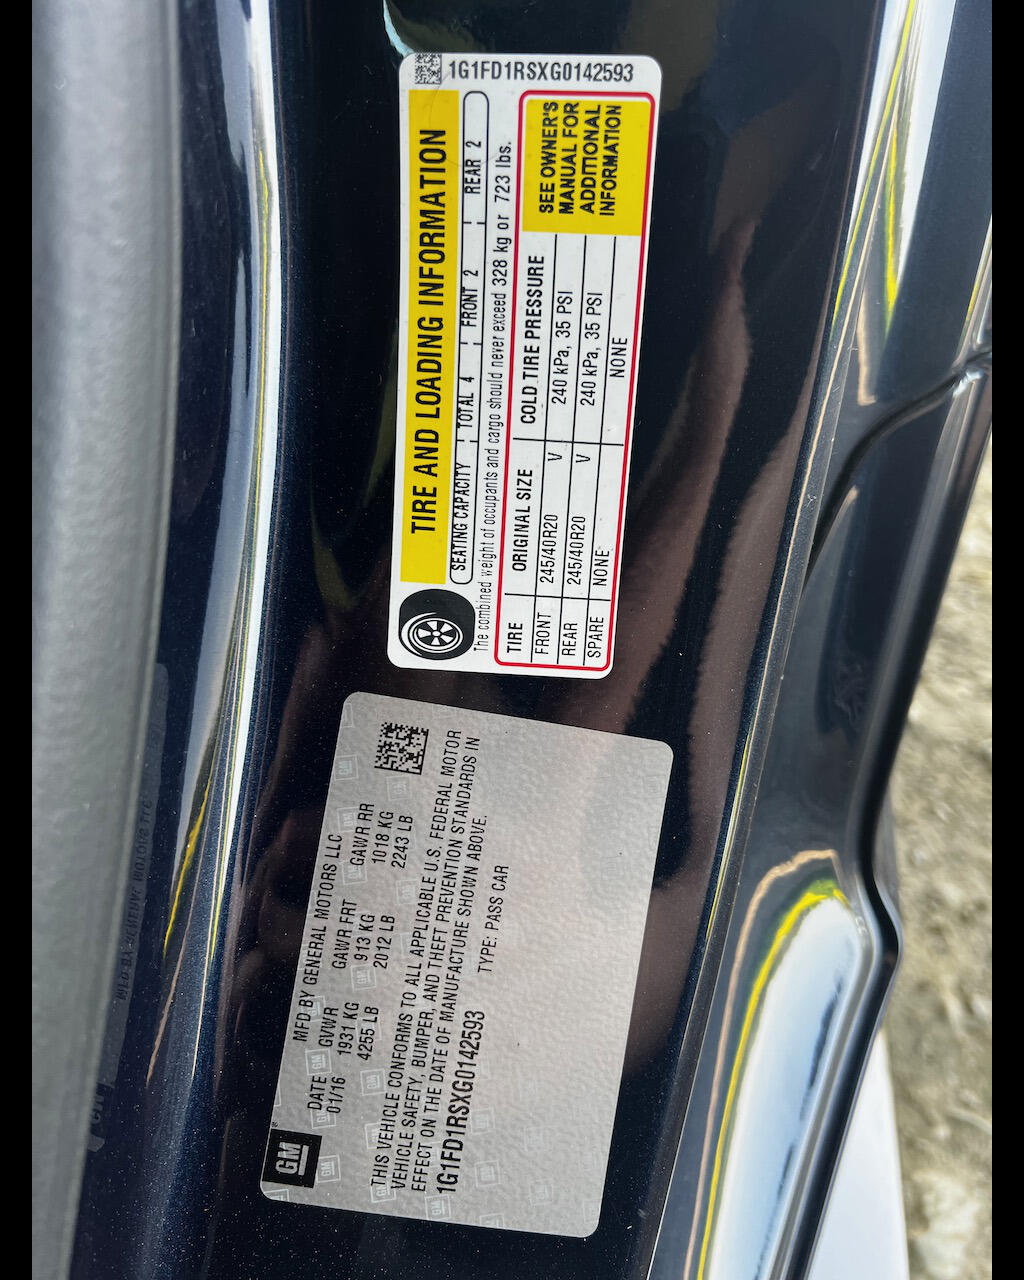 1G1FD1RSXG0142593
TIRE AND LOADING INFORMATION
SEATING CAPACITY TOTAL 4 FRONT 2 REAR 2
The combined weight of occupants and cargo should never exceed 328 kg or 723 lbs.
TIRE ORIGINAL SIZE COLD TIRE PRESSURE
FRONT 245/40R20 V 240 kPa, 35 PSI
REAR 245/40R20 V 240 kPa, 35 PSI
SPARE NONE NONE
SEE OWNER'S
MANUAL FOR
ADDITIONAL
INFORMATION
GM
MFD BY GENERAL MOTORS LLC
DATE GVWR GAWR FRT GAWR RR
01/16 1931 KG 913 KG 1018 KG
4255 LB 2012 LB 2243 LB
THIS VEHICLE CONFORMS TO ALL APPLICABLE U.S. FEDERAL MOTOR
VEHICLE SAFETY, BUMPER, AND THEFT PREVENTION STANDARDS IN
EFFECT ON THE DATE OF MANUFACTURE SHOWN ABOVE.
1G1FD1RSXG0142593 TYPE: PASS CAR